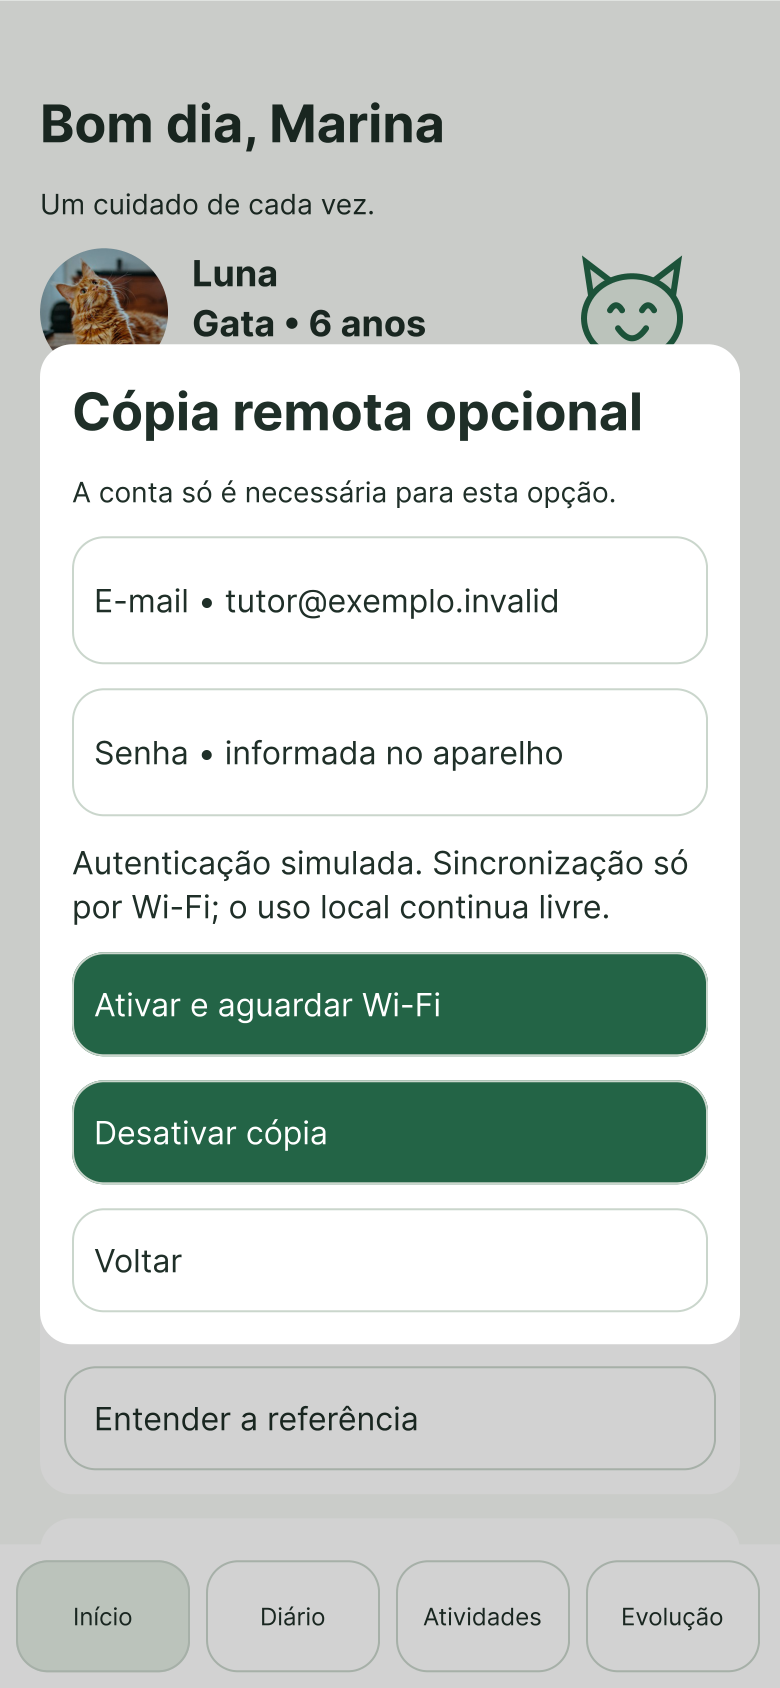 Bom dia, Marina
Um cuidado de cada vez.
Luna
Gata • 6 anos
Cópia remota opcional
A conta só é necessária para esta opção.
E-mail • tutor@exemplo.invalid
Senha • informada no aparelho
Autenticação simulada. Sincronização só
por Wi-Fi; o uso local continua livre.
Ativar e aguardar Wi-Fi
Desativar cópia
Voltar
Entender a referência
Início
Diário
Atividades
Evolução